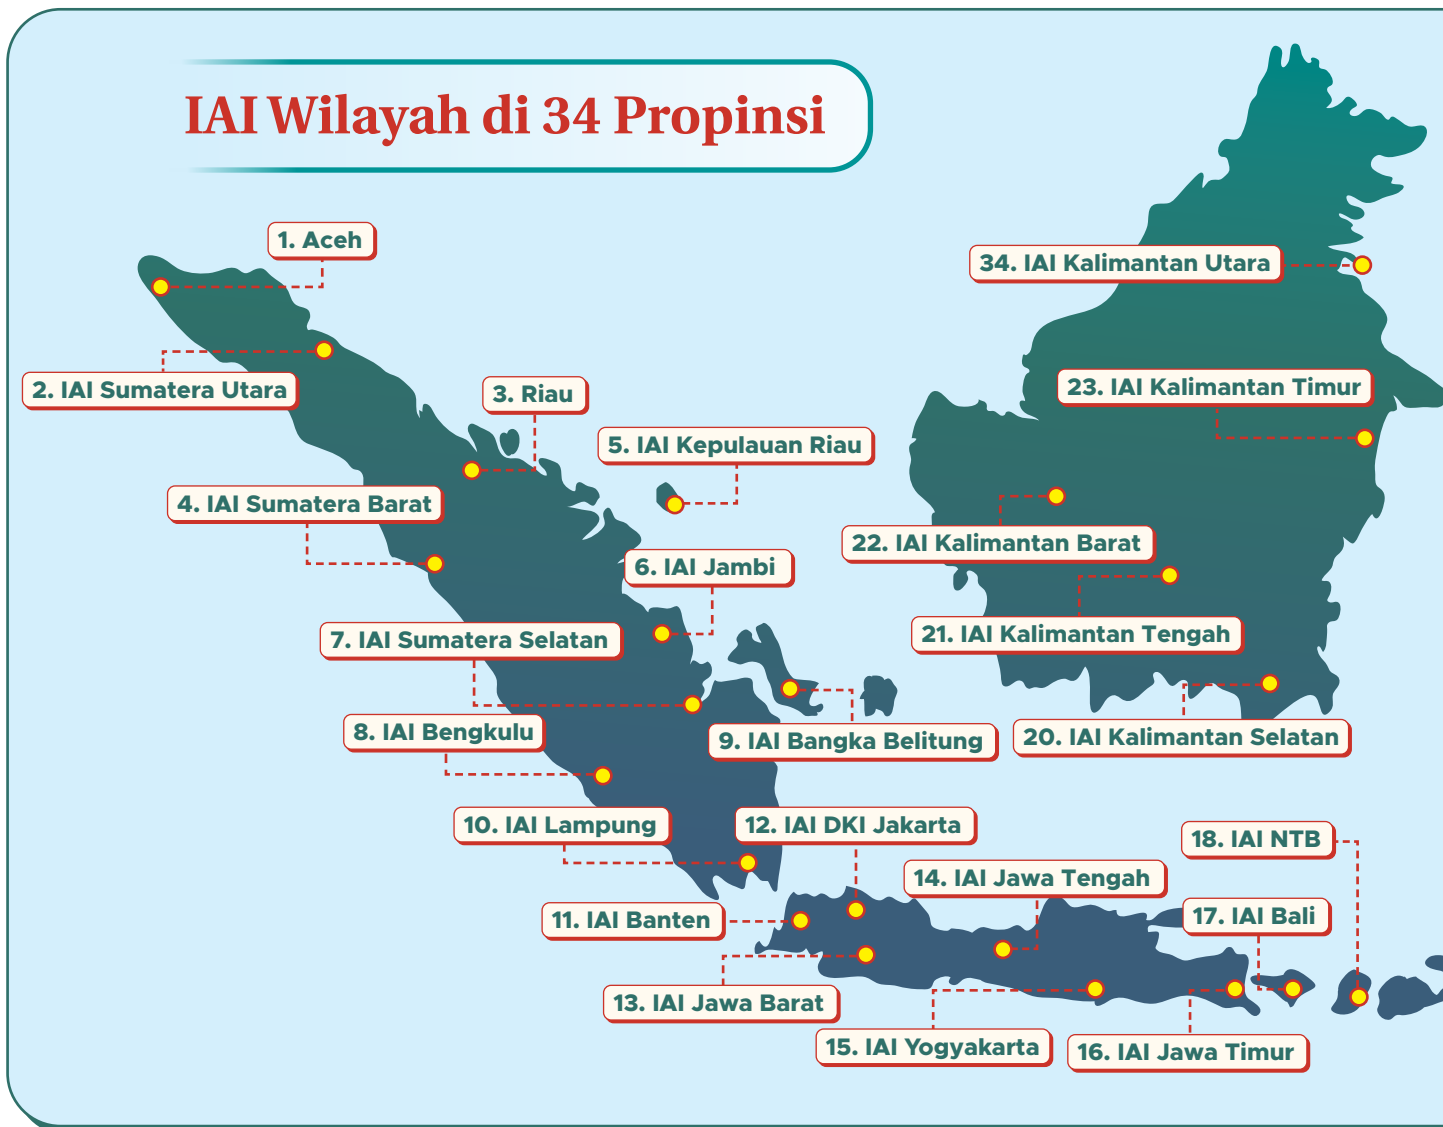 IAI Wilayah di 34 Propinsi
1. Aceh
34. IAI Kalimantan Utara
2. IAI Sumatera Utara
3. Riau
23. IAI Kalimantan Timur
5. IAI Kepulauan Riau
4. IAI Sumatera Barat
22. IAI Kalimantan Barat
6. IAI Jambi
7. IAI Sumatera Selatan
21. IAI Kalimantan Tengah
8. IAI Bengkulu
9. IAI Bangka Belitung
20. IAI Kalimantan Selatan
10. IAI Lampung
12. IAI DKI Jakarta
18. IAI NTB
14. IAI Jawa Tengah
11. IAI Banten
17. IAI Bali
13. IAI Jawa Barat
15. IAI Yogyakarta
16. IAI Jawa Timur